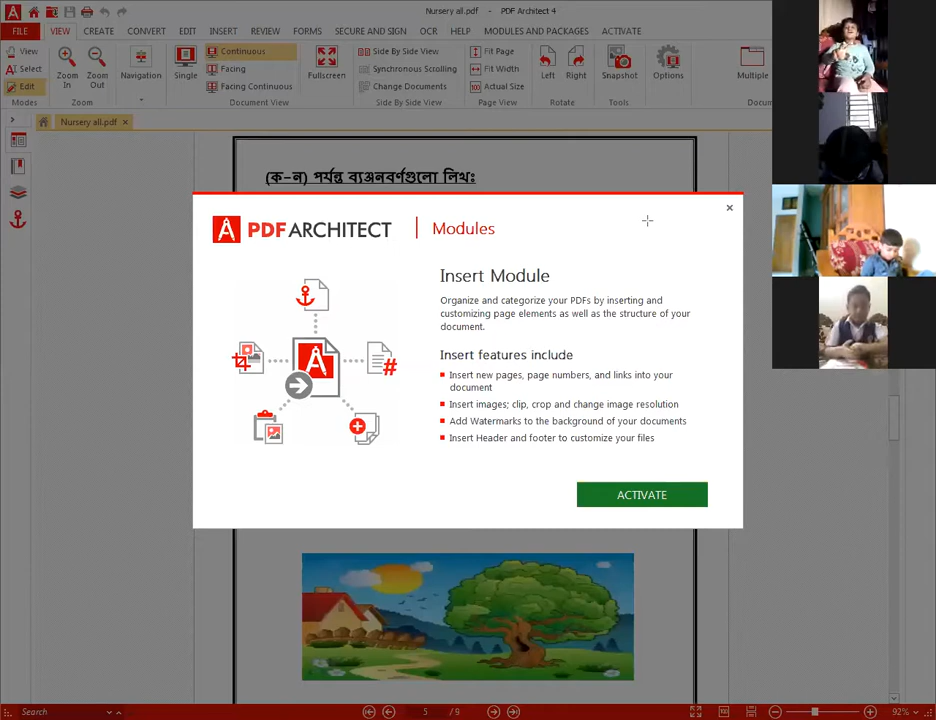 Nursery all.pdf - PDF Architect 4
FILE VIEW CREATE CONVERT EDIT INSERT REVIEW FORMS SECURE AND SIGN OCR HELP MODULES AND PACKAGES ACTIVATE
View
Select
Edit
Modes
Zoom In
Zoom Out
Zoom
Navigation
Single
Continuous
Facing
Facing Continuous
Document View
Fullscreen
Side By Side View
Synchronous Scrolling
Change Documents
Side By Side
Fit Page
Fit Width
Actual Size
Page View
Left
Right
Rotate
Snapshot
Tools
Options
Multiple
Docum
Nursery all.pdf ×
(ক-ন) পর্যন্ত ব্যঞ্জনবর্ণগুলো লিখঃ
PDF ARCHITECT | Modules
Insert Module
Organize and categorize your PDFs by inserting and
customizing page elements as well as the structure of your
document.
Insert features include
Insert new pages, page numbers, and links into your
document
Insert images; clip, crop and change image resolution
Add Watermarks to the background of your documents
Insert Header and footer to customize your files
ACTIVATE
Search
5 / 9
92%